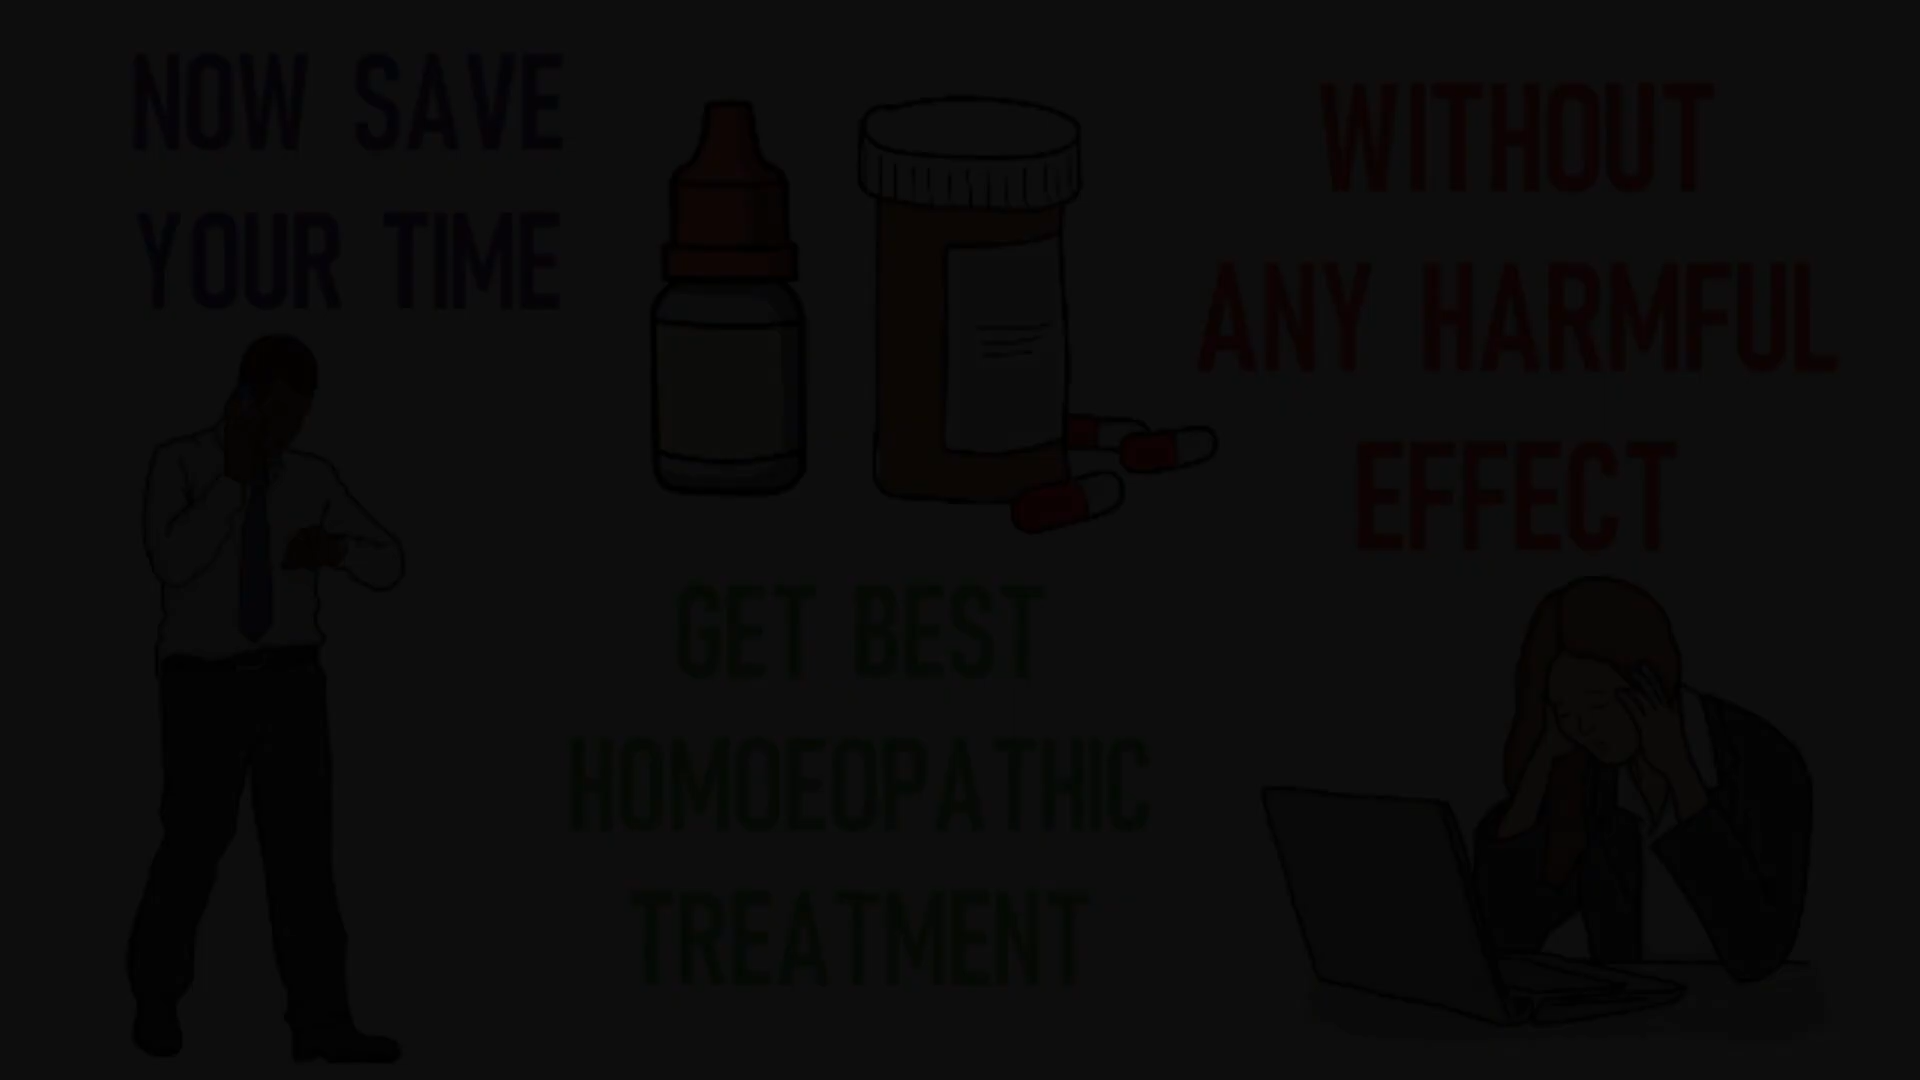 NOW SAVE
YOUR TIME
GET BEST
HOMOEOPATHIC
TREATMENT
WITHOUT
ANY HARMFUL
EFFECT